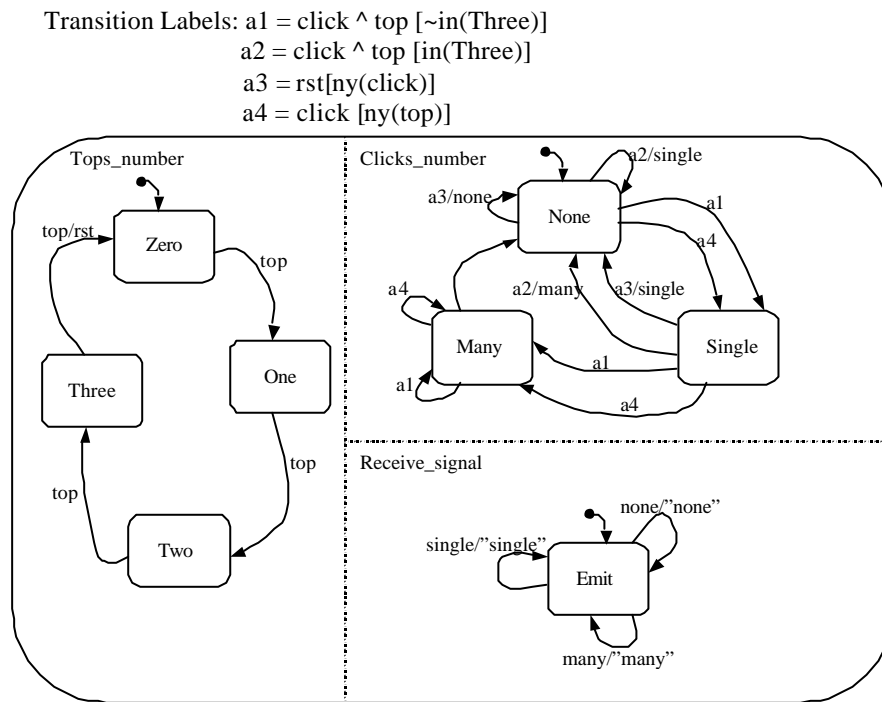 Transition Labels: a1 = click ^ top [~in(Three)]
a2 = click ^ top [in(Three)]
a3 = rst[ny(click)]
a4 = click [ny(top)]
Tops_number
Zero
top/rst
top
Three
One
top
top
Two
Clicks_number
a2/single
a3/none
None
a1
a4
a2/many
a3/single
a4
Many
Single
a1
a1
a4
Receive_signal
none/”none”
single/”single”
Emit
many/”many”